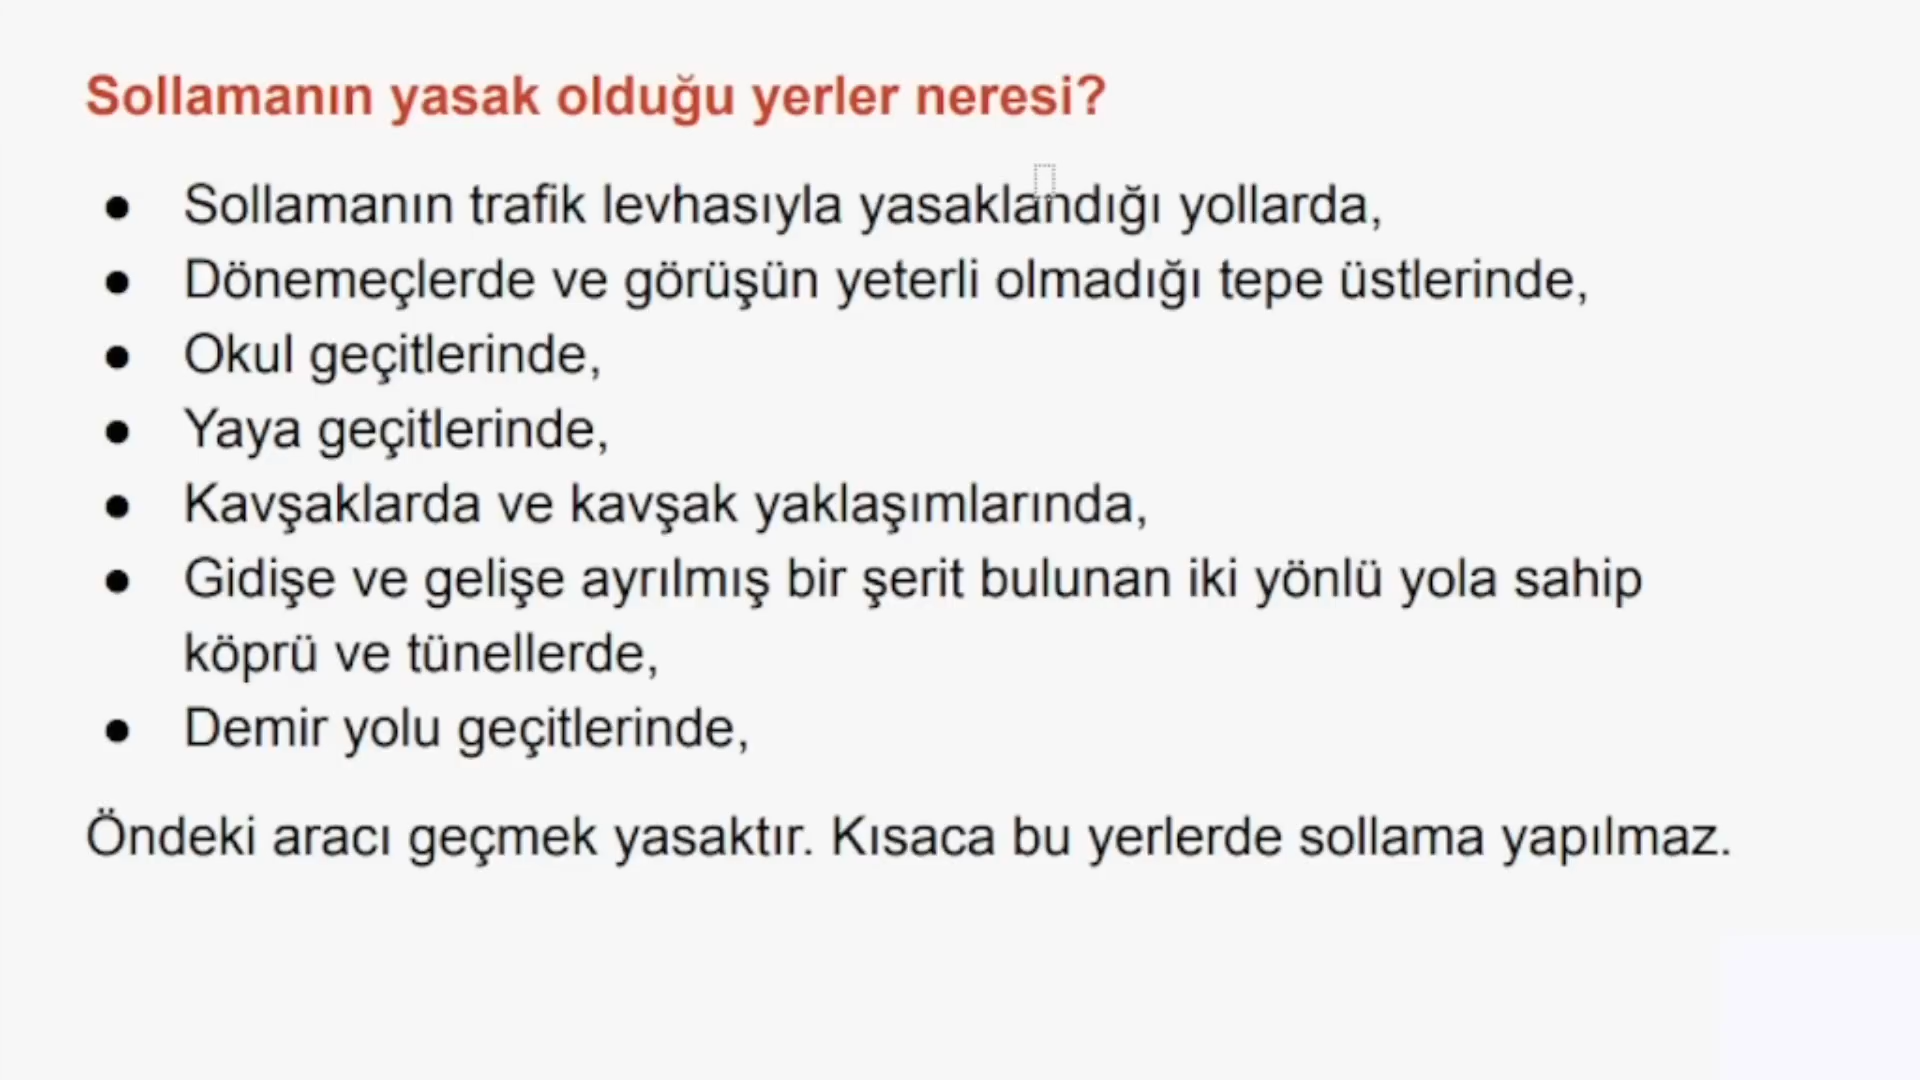 Sollamanın yasak olduğu yerler neresi?
● Sollamanın trafik levhasıyla yasaklandığı yollarda,
● Dönemeçlerde ve görüşün yeterli olmadığı tepe üstlerinde,
● Okul geçitlerinde,
● Yaya geçitlerinde,
● Kavşaklarda ve kavşak yaklaşımlarında,
● Gidişe ve gelişe ayrılmış bir şerit bulunan iki yönlü yola sahip
köprü ve tünellerde,
● Demir yolu geçitlerinde,
Öndeki aracı geçmek yasaktır. Kısaca bu yerlerde sollama yapılmaz.